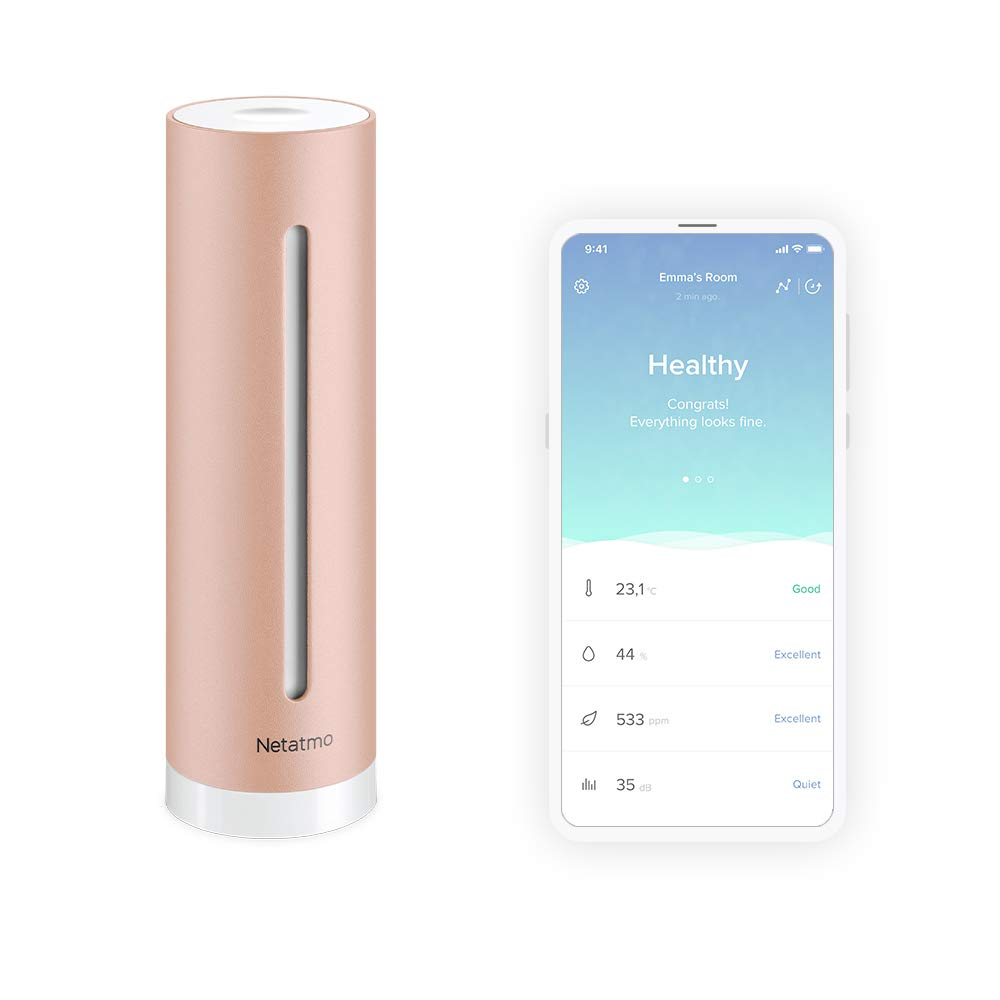 Netatmo
9:41
Emma's Room
2 min ago.
Healthy
Congrats!
Everything looks fine.
23,1 °C Good
44 % Excellent
533 ppm Excellent
35 dB Quiet